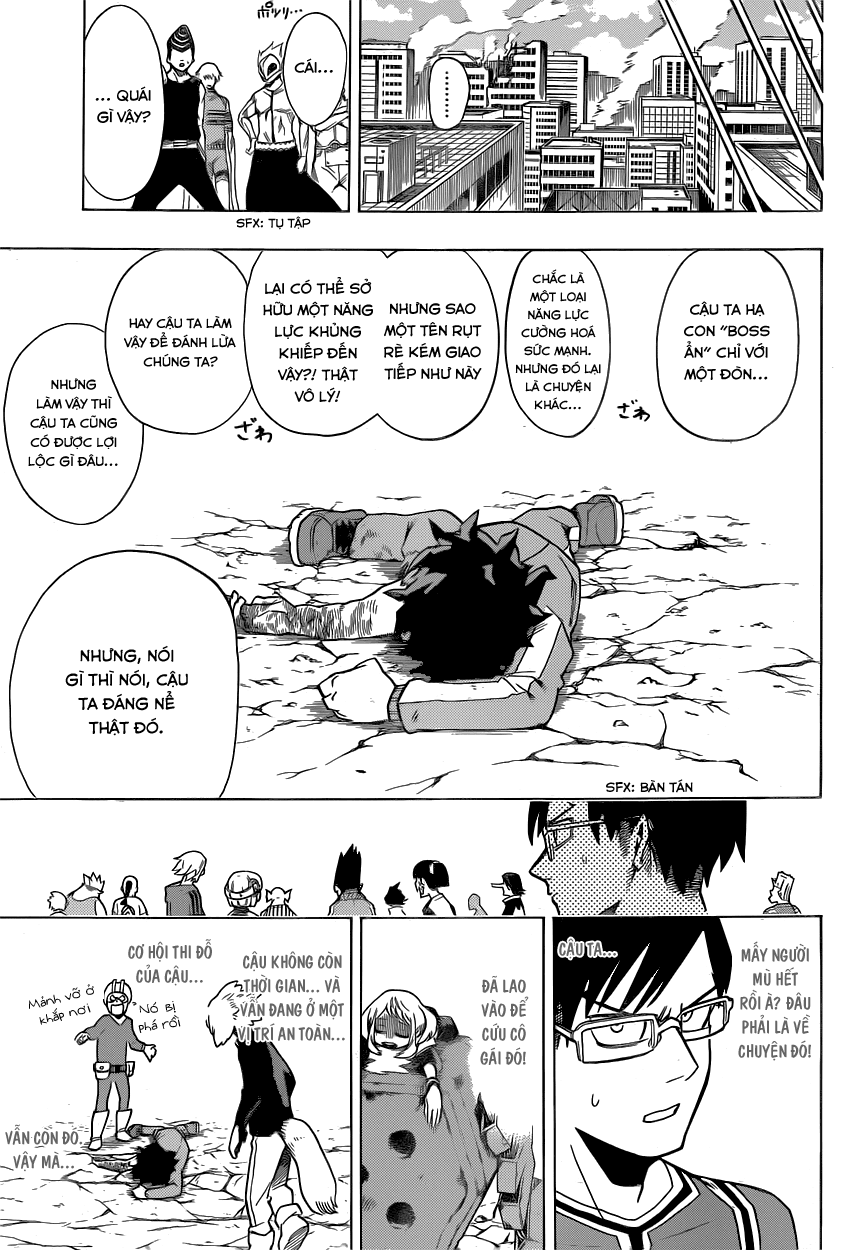 ………
ポツリ…
CÁI…
… QUÁI
GÌ VẬY?
SFX: TỤ TẬP
CẬU TA HẠ
CON “BOSS
ẨN” CHỈ VỚI
MỘT ĐÒN...
CHẮC LÀ
MỘT LOẠI
NĂNG LỰC
CƯỜNG HOÁ
SỨC MẠNH.
NHƯNG ĐÓ LẠI
LÀ CHUYỆN
KHÁC...
ざわ
NHƯNG SAO
MỘT TÊN RỤT
RÈ KÉM GIAO
TIẾP NHƯ NÀY
LẠI CÓ THỂ SỞ
HỮU MỘT NĂNG
LỰC KHỦNG
KHIẾP ĐẾN
VẬY?! THẬT
VÔ LÝ!
ざわ
HAY CẬU TA LÀM
VẬY ĐỂ ĐÁNH LỪA
CHÚNG TA?
NHƯNG
LÀM VẬY THÌ
CẬU TA CŨNG
CÓ ĐƯỢC LỢI
LỘC GÌ ĐÂU...
NHƯNG, NÓI
GÌ THÌ NÓI, CẬU
TA ĐÁNG NỂ
THẬT ĐÓ.
SFX: BÀN TÁN
MẤY NGƯỜI
MÙ HẾT
RỒI À? ĐÂU
PHẢI LÀ VỀ
CHUYỆN ĐÓ!
CẬU TA...
ĐÃ LAO
VÀO ĐỂ
CỨU CÔ
GÁI ĐÓ!
CẬU KHÔNG CÒN
THỜI GIAN... VÀ
VẪN ĐANG Ở MỘT
VỊ TRÍ AN TOÀN...
CƠ HỘI THI ĐỖ
CỦA CẬU...
Nó bị
phá rồi
Mảnh vỡ ở
khắp nơi
VẪN CÒN ĐÓ...
VẬY MÀ...